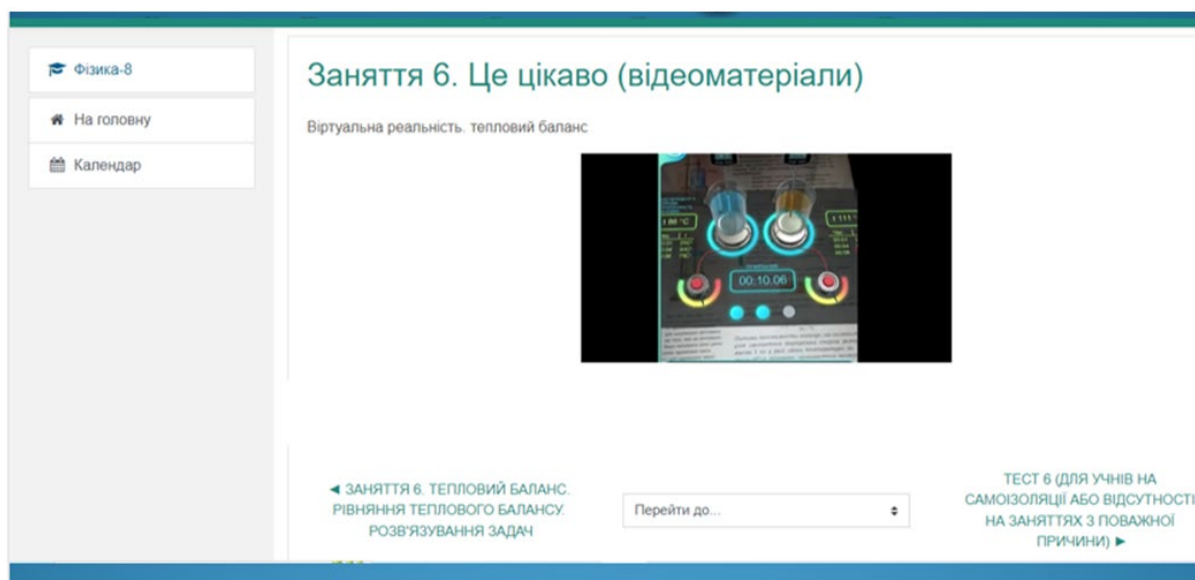 Фізика-8
На головну
Календар
Заняття 6. Це цікаво (відеоматеріали)
Віртуальна реальність. тепловий баланс
00:10.06
◄ ЗАНЯТТЯ 6. ТЕПЛОВИЙ БАЛАНС.
РІВНЯННЯ ТЕПЛОВОГО БАЛАНСУ.
РОЗВ'ЯЗУВАННЯ ЗАДАЧ
Перейти до...
ТЕСТ 6 (ДЛЯ УЧНІВ НА
САМОІЗОЛЯЦІЇ АБО ВІДСУТНОСТІ
НА ЗАНЯТТЯХ З ПОВАЖНОЇ
ПРИЧИНИ) ►